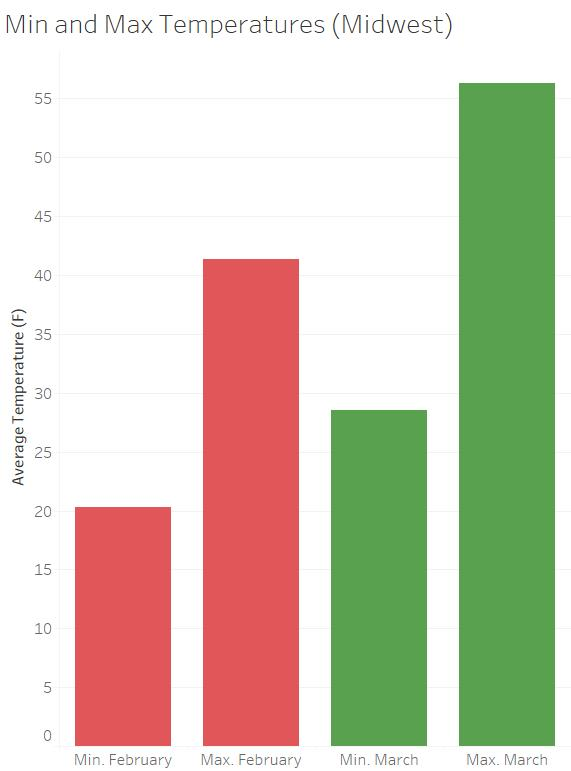 Min and Max Temperatures (Midwest)
Average Temperature (F)
55
50
45
40
35
30
25
20
15
10
5
0
Min. February
Max. February
Min. March
Max. March